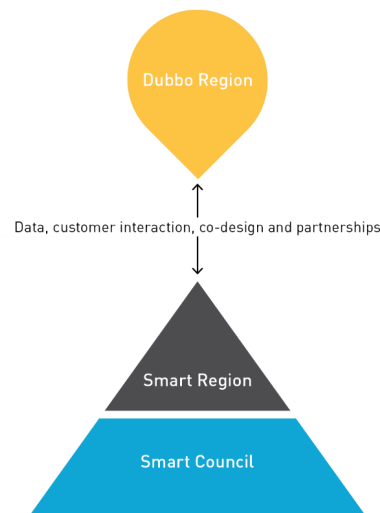 Dubbo Region
Data, customer interaction, co-design and partnerships
Smart Region
Smart Council